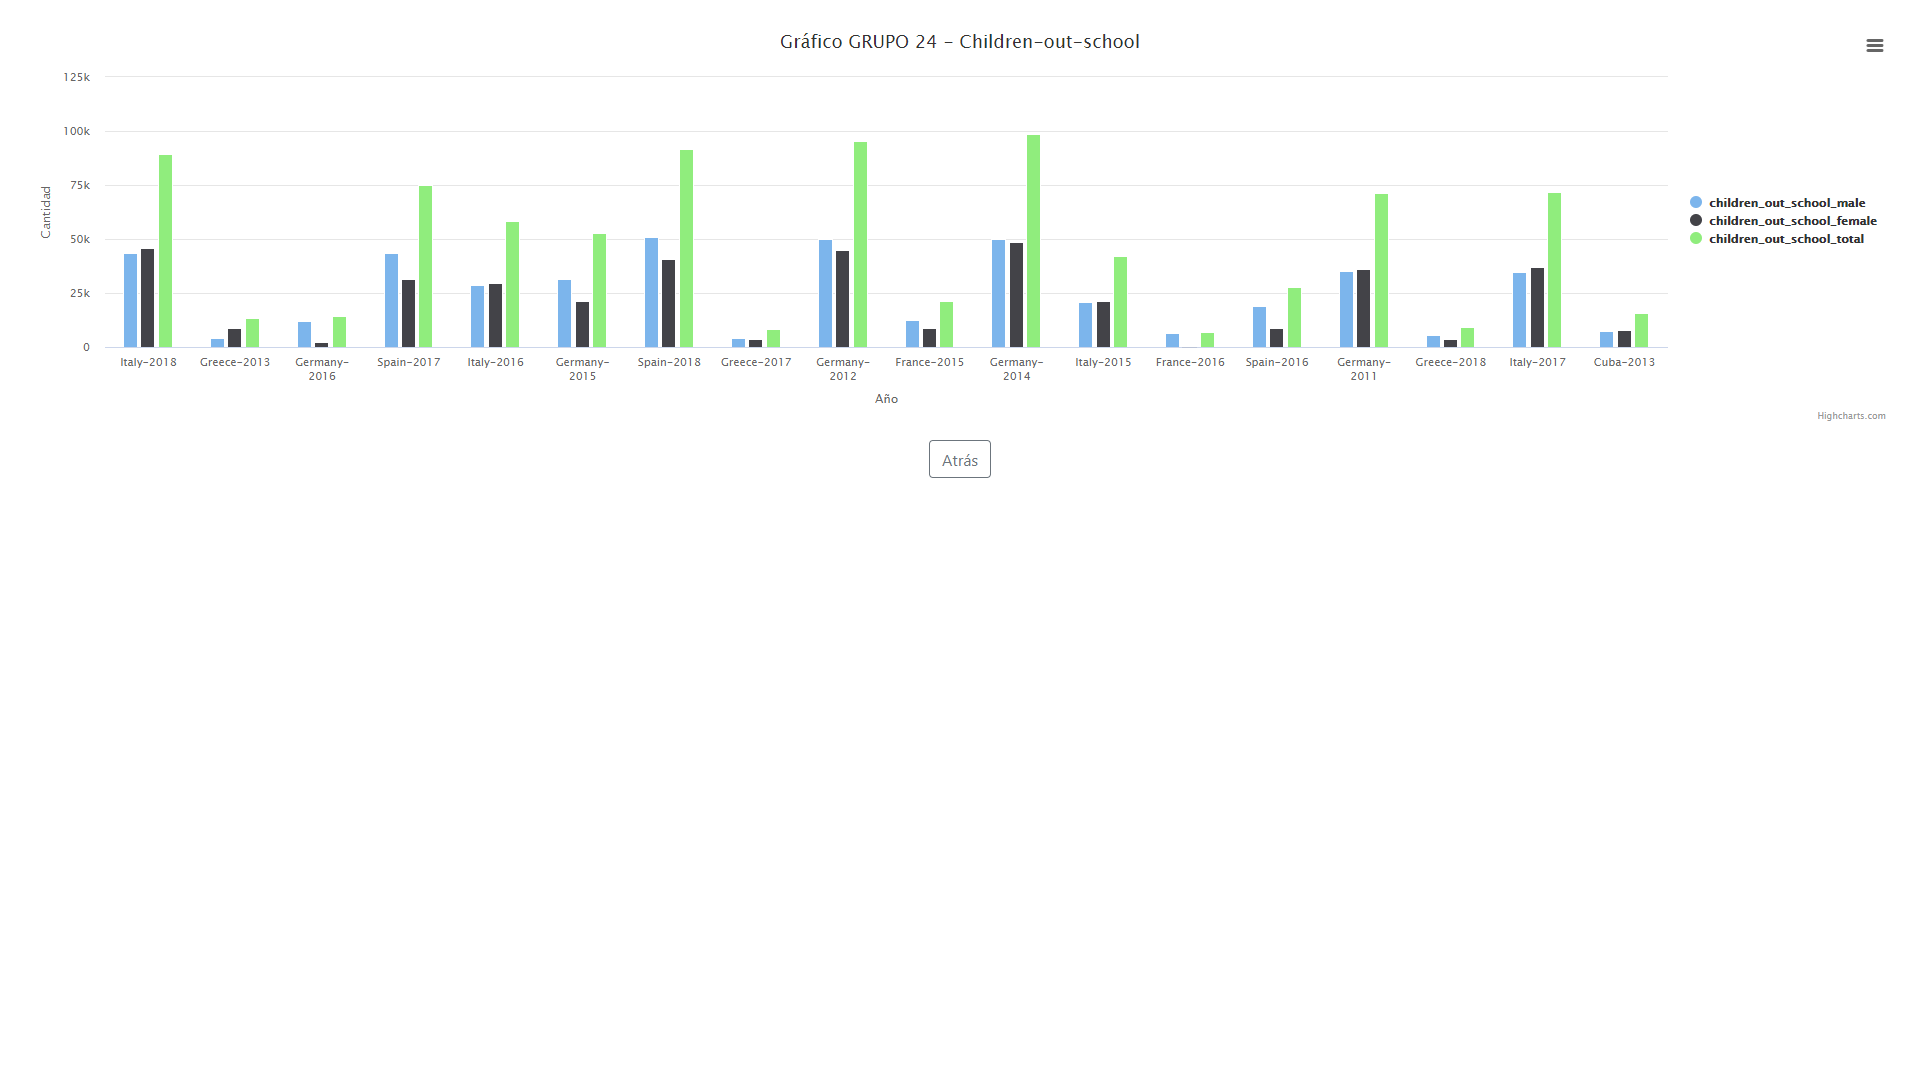 Gráfico GRUPO 24 - Children-out-school
125k
100k
75k
50k
25k
0
Cantidad
Italy-2018
Greece-2013
Germany-
2016
Spain-2017
Italy-2016
Germany-
2015
Spain-2018
Greece-2017
Germany-
2012
France-2015
Germany-
2014
Italy-2015
France-2016
Spain-2016
Germany-
2011
Greece-2018
Italy-2017
Cuba-2013
Año
children_out_school_male
children_out_school_female
children_out_school_total
Highcharts.com
Atrás